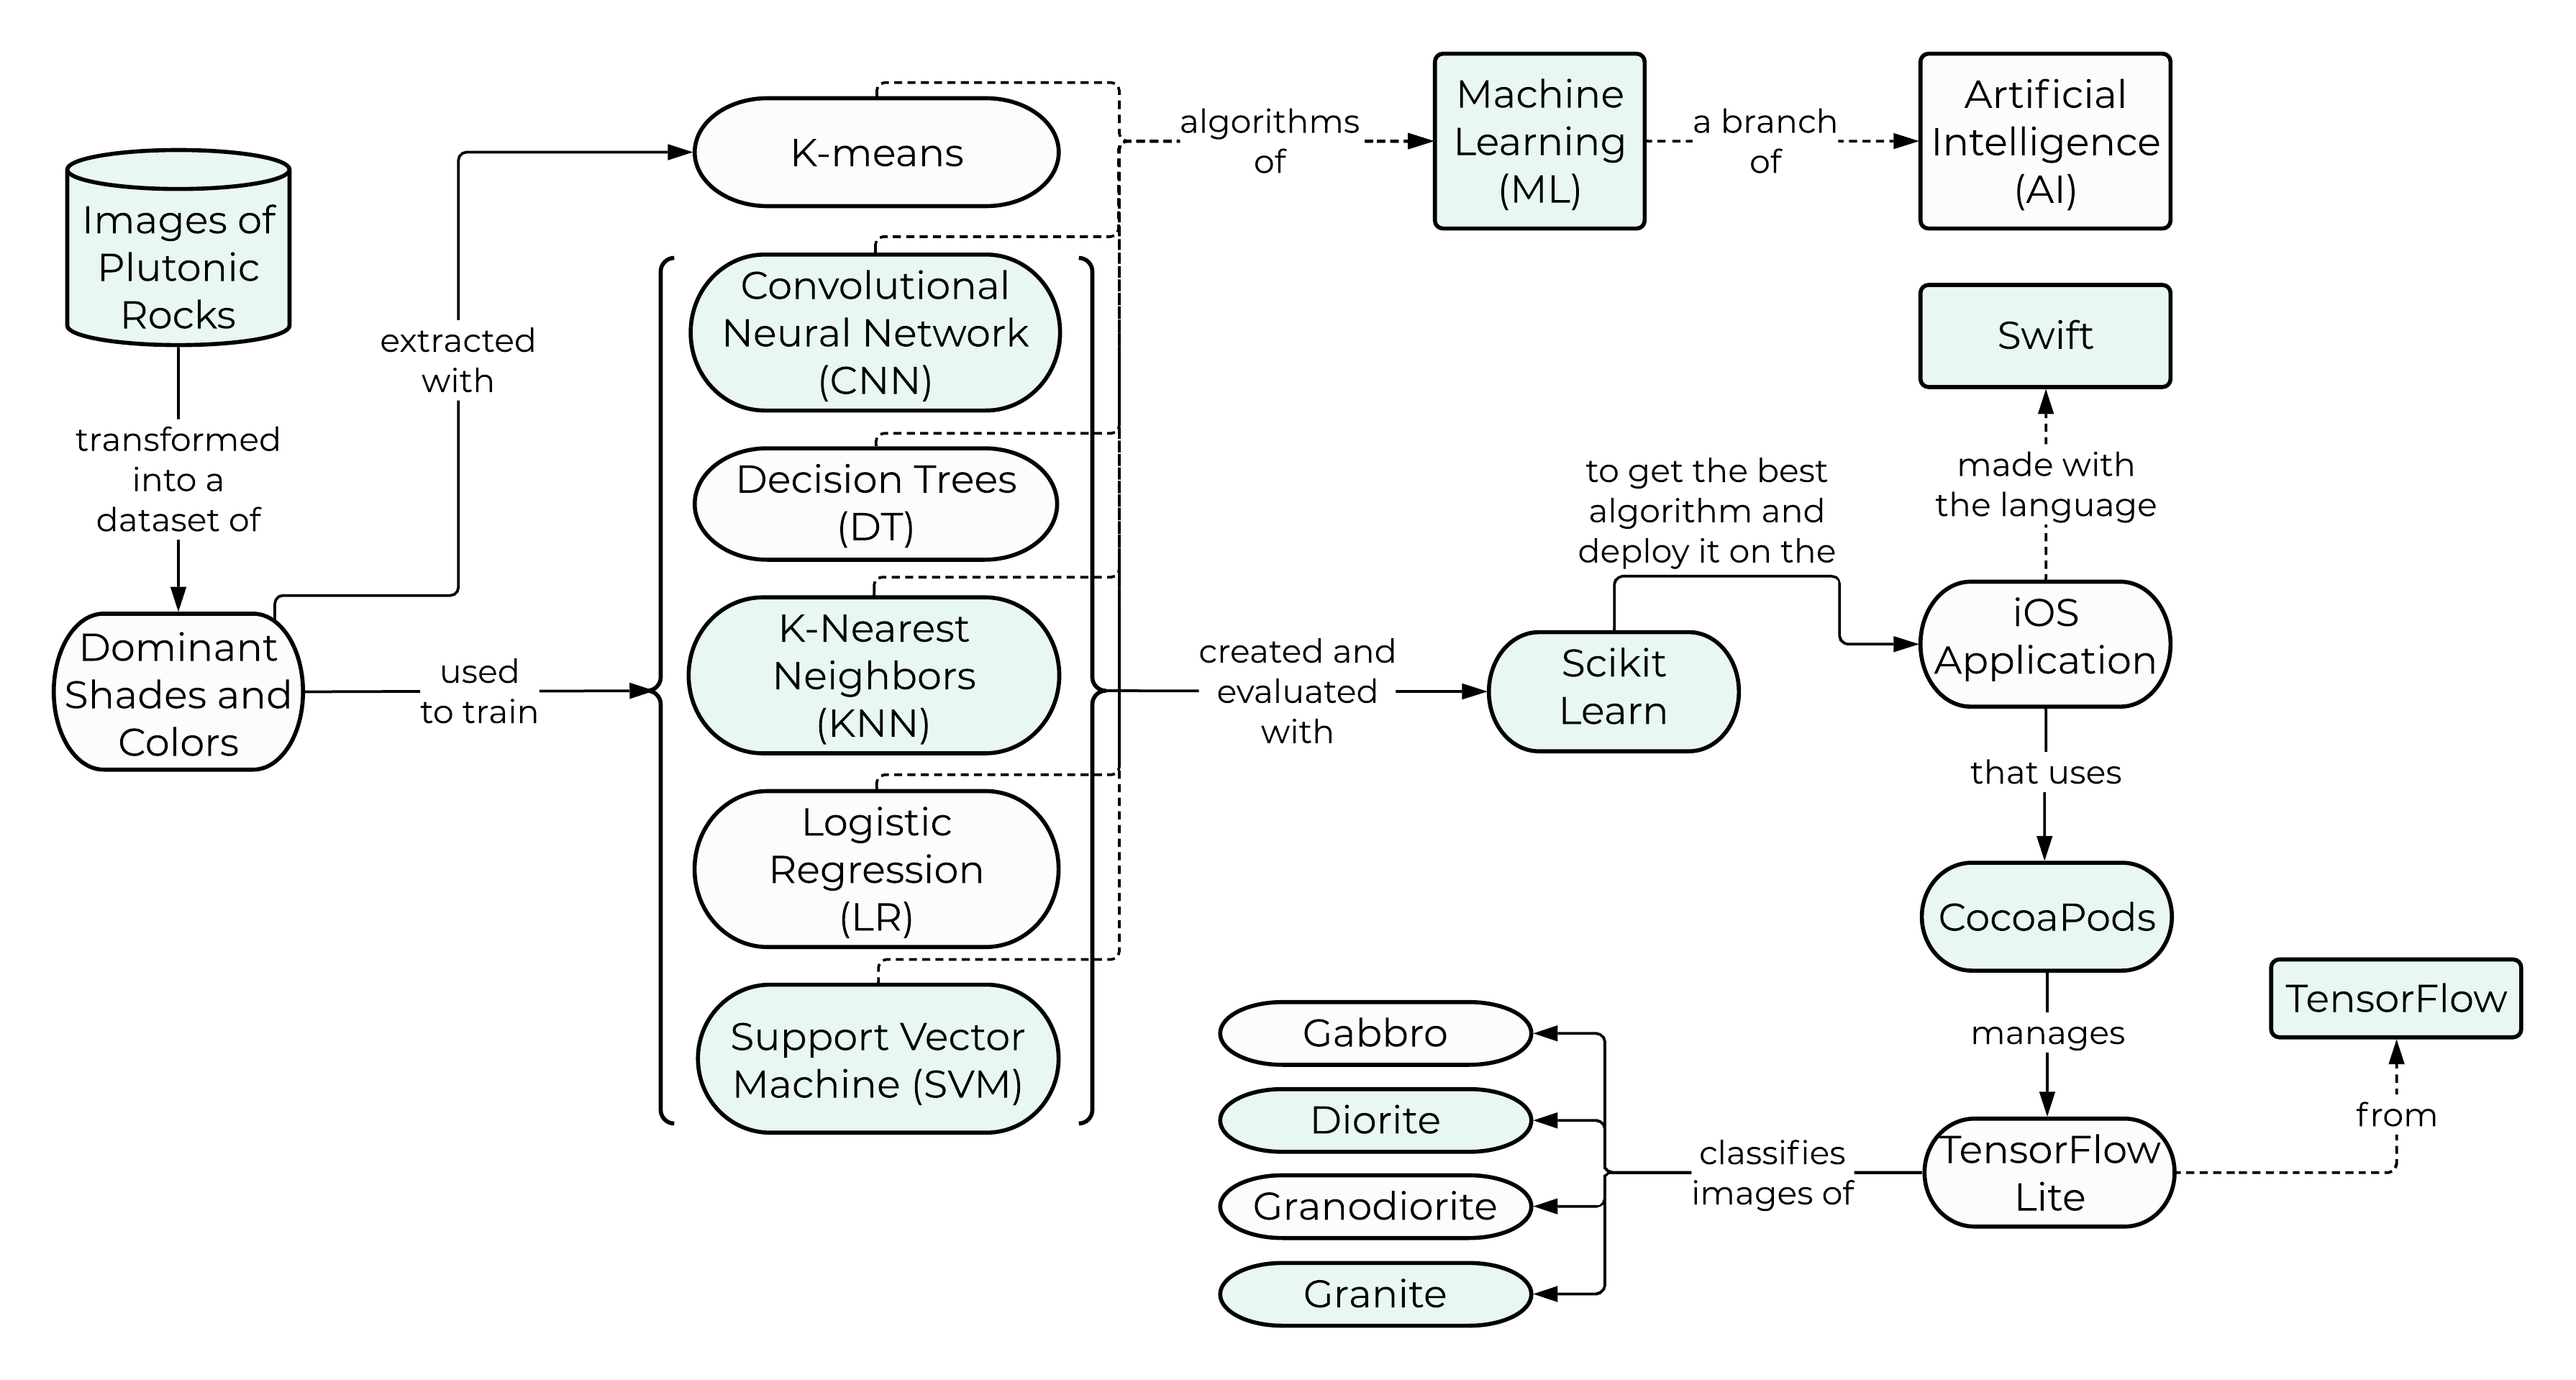 Images of
Plutonic
Rocks
transformed
into a
dataset of
Dominant
Shades and
Colors
extracted
with
used
to train
K-means
Convolutional
Neural Network
(CNN)
Decision Trees
(DT)
K-Nearest
Neighbors
(KNN)
Logistic
Regression
(LR)
Support Vector
Machine (SVM)
algorithms
of
Machine
Learning
(ML)
a branch
of
Artificial
Intelligence
(AI)
created and
evaluated
with
Scikit
Learn
to get the best
algorithm and
deploy it on the
iOS
Application
made with
the language
Swift
that uses
CocoaPods
manages
TensorFlow
Lite
from
TensorFlow
classifies
images of
Gabbro
Diorite
Granodiorite
Granite